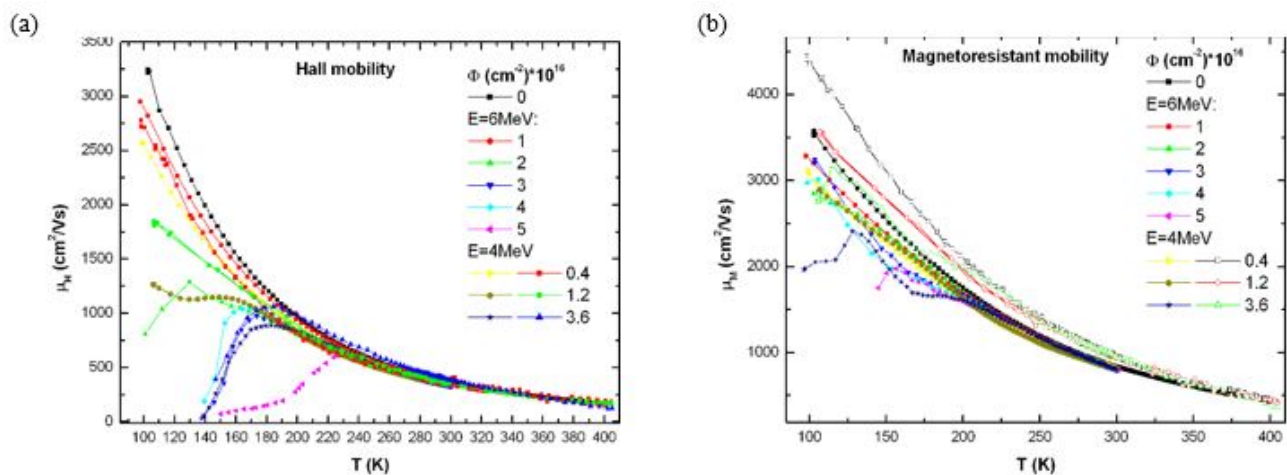 (a)
Hall mobility
Φ (cm⁻²)*10¹⁶
0
E=6MeV:
1
2
3
4
5
E=4MeV
0.4
1.2
3.6
μ_H (cm²/Vs)
3500
3000
2500
2000
1500
1000
500
0
100 120 140 160 180 200 220 240 260 280 300 320 340 360 380 400
T (K)
(b)
Magnetoresistant mobility
Φ (cm⁻²)*10¹⁶
0
E=6MeV:
1
2
3
4
5
E=4MeV
0.4
1.2
3.6
μ_M (cm²/Vs)
4000
3000
2000
1000
100 150 200 250 300 350 400
T (K)